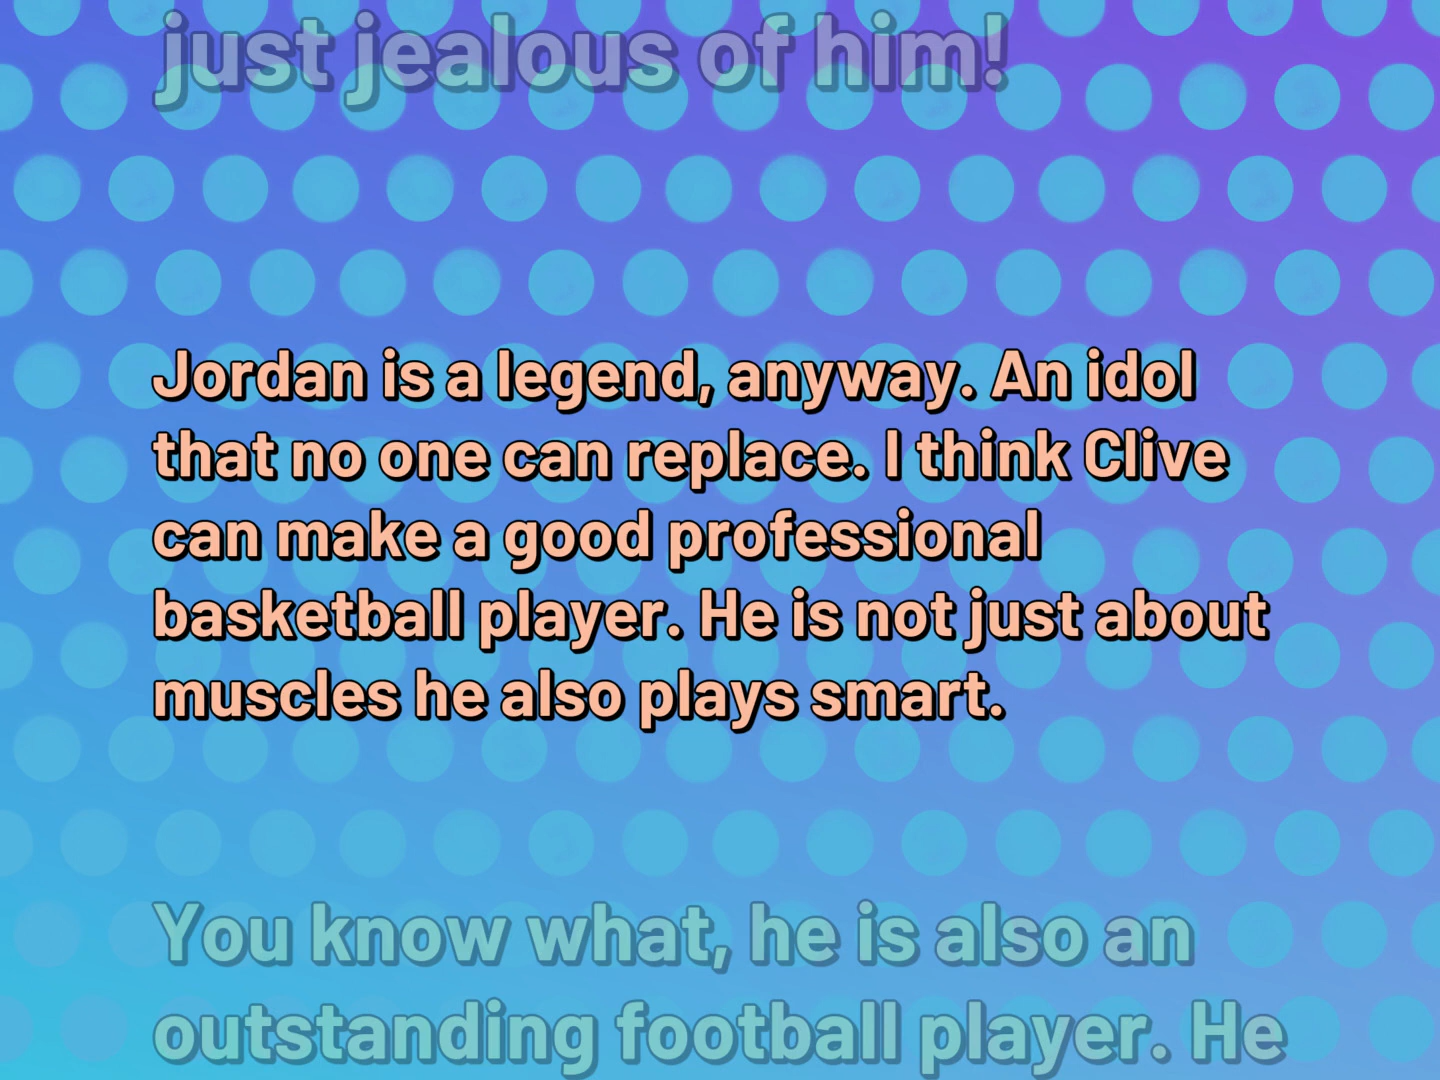 just jealous of him!
Jordan is a legend, anyway. An idol
that no one can replace. I think Clive
can make a good professional
basketball player. He is not just about
muscles he also plays smart.
You know what, he is also an
outstanding football player. He